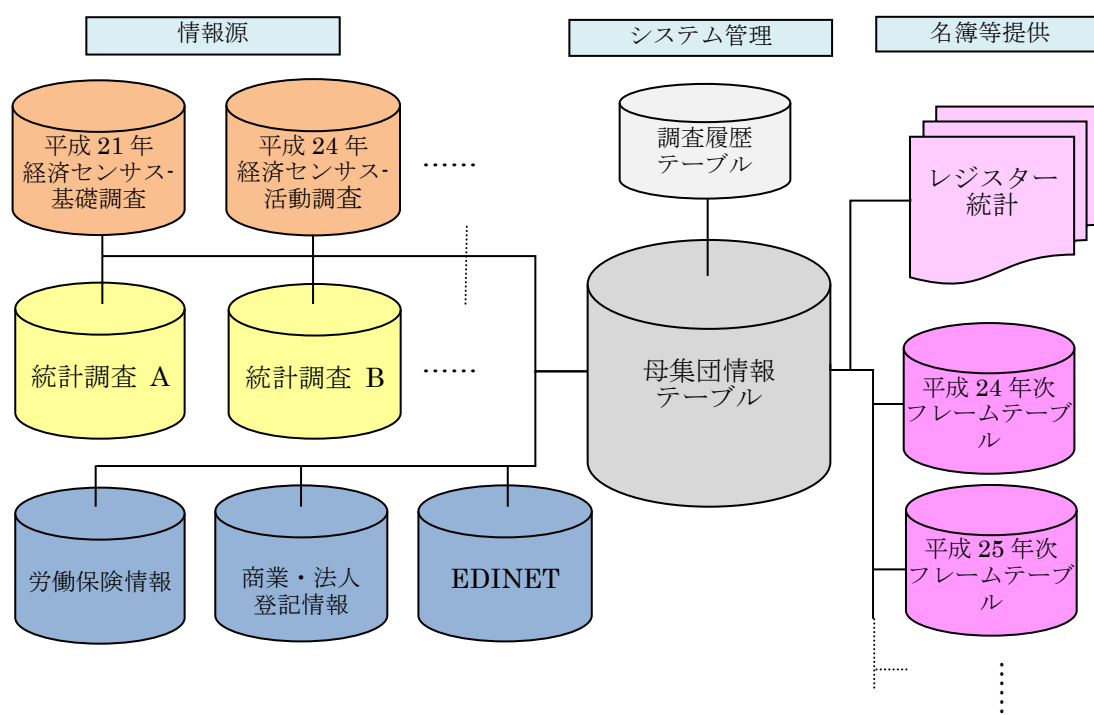 情報源
システム管理
名簿等提供
平成 21 年
経済センサス-
基礎調査
平成 24 年
経済センサス-
活動調査
……
調査履歴
テーブル
レジスター
統計
統計調査 A
統計調査 B
……
母集団情報
テーブル
平成 24 年次
フレームテーブ
ル
労働保険情報
商業・法人
登記情報
EDINET
平成 25 年次
フレームテーブ
ル